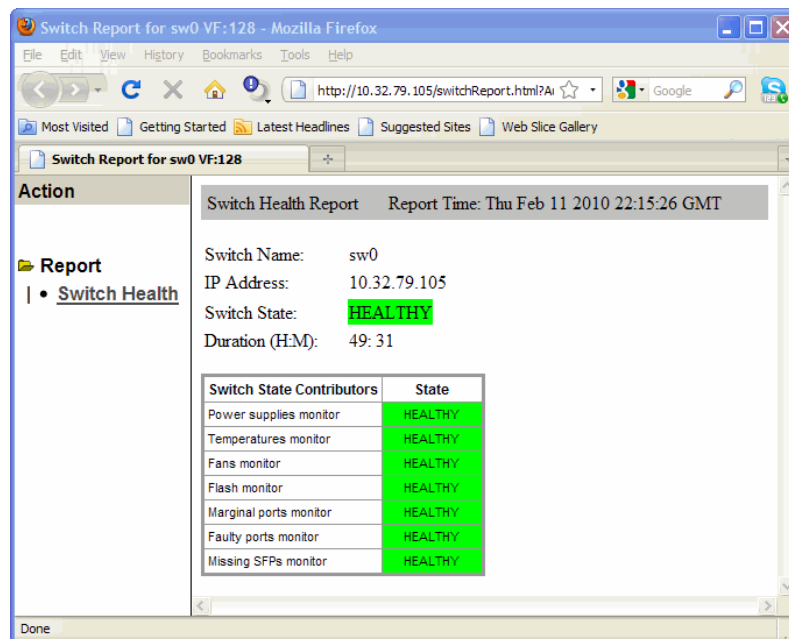 Switch Report for sw0 VF:128 - Mozilla Firefox
File Edit View History Bookmarks Tools Help
http://10.32.79.105/switchReport.html?A Google
Most Visited Getting Started Latest Headlines Suggested Sites Web Slice Gallery
Switch Report for sw0 VF:128
Action
Switch Health Report Report Time: Thu Feb 11 2010 22:15:26 GMT
Report
Switch Health
Switch Name: sw0
IP Address: 10.32.79.105
Switch State: HEALTHY
Duration (H:M): 49: 31
Switch State Contributors State
Power supplies monitor HEALTHY
Temperatures monitor HEALTHY
Fans monitor HEALTHY
Flash monitor HEALTHY
Marginal ports monitor HEALTHY
Faulty ports monitor HEALTHY
Missing SFPs monitor HEALTHY
Done